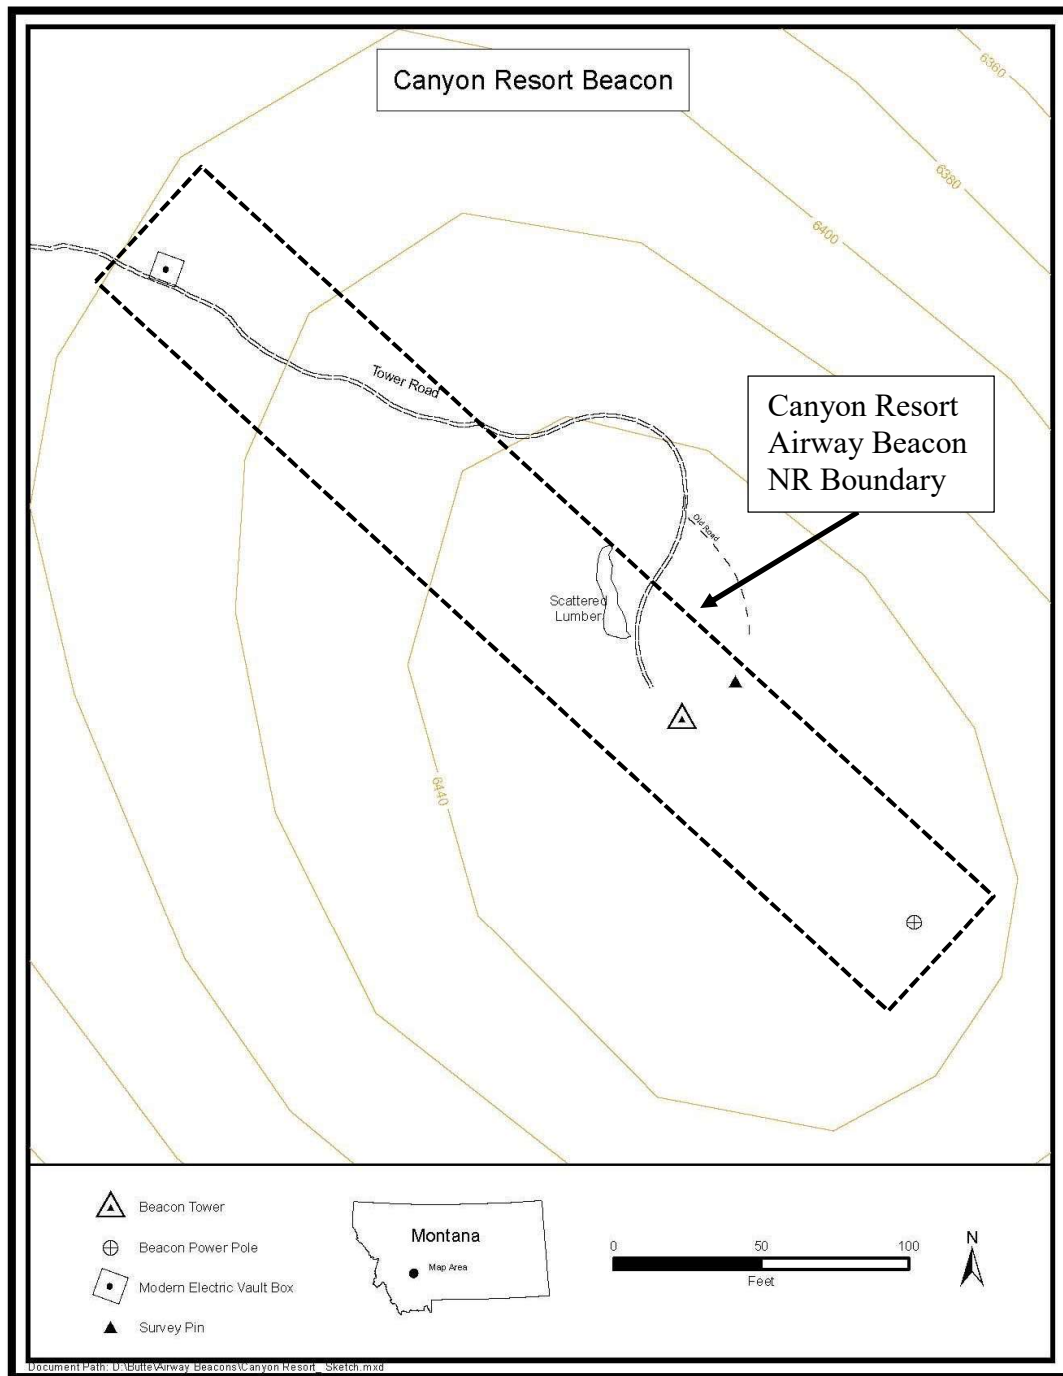 Canyon Resort Beacon
6360
6380
6400
Tower Road
Canyon Resort
Airway Beacon
NR Boundary
Old Road
Scattered
Lumber
6440
Beacon Tower
Beacon Power Pole
Modern Electric Vault Box
Survey Pin
Montana
Map Area
0 50 100
Feet
N
Document Path: D:\Butte\Airway Beacons\Canyon Resort_ Sketch.mxd